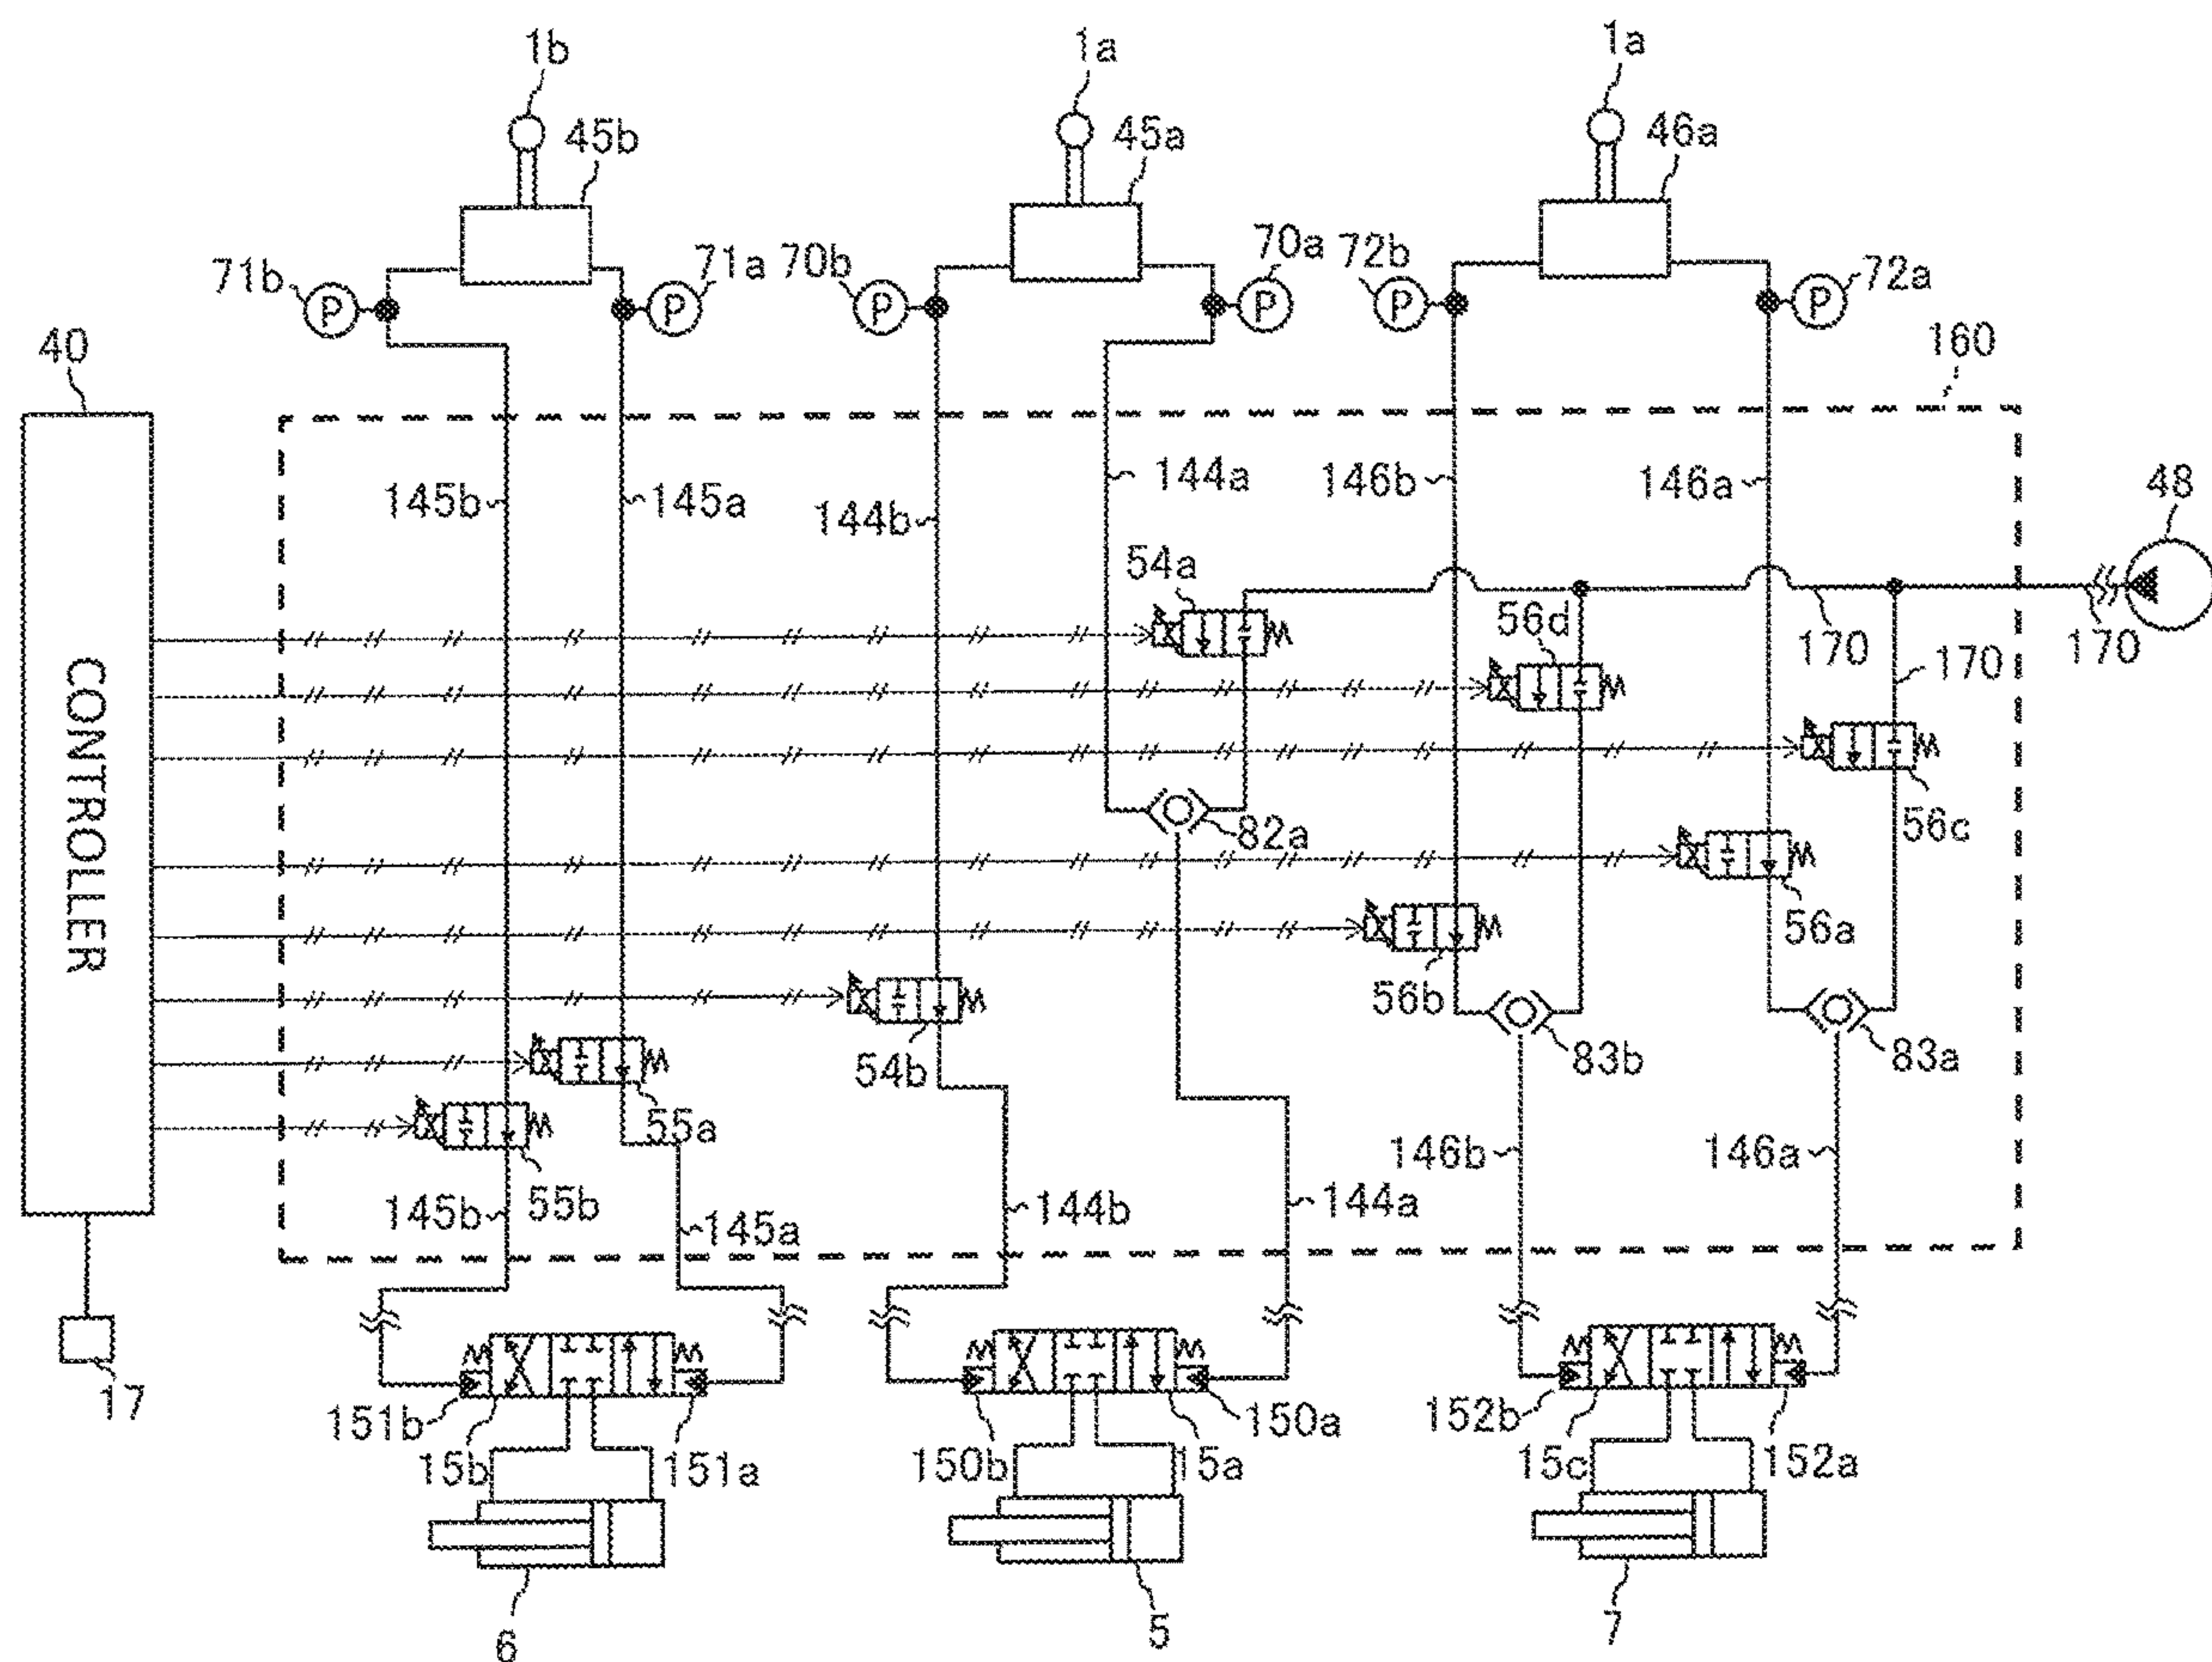 1b
1a
1a
45b
45a
46a
71b
P
P
71a
70b
P
P
70a
72b
P
P
72a
40
160
145b
145a
144b
144a
146b
146a
48
54a
56d
170
170
170
CONTROLLER
82a
56c
56a
56b
54b
83b
83a
55a
55b
145b
145a
144b
144a
146b
146a
17
151b
15b
151a
150b
15a
150a
152b
15c
152a
6
5
7